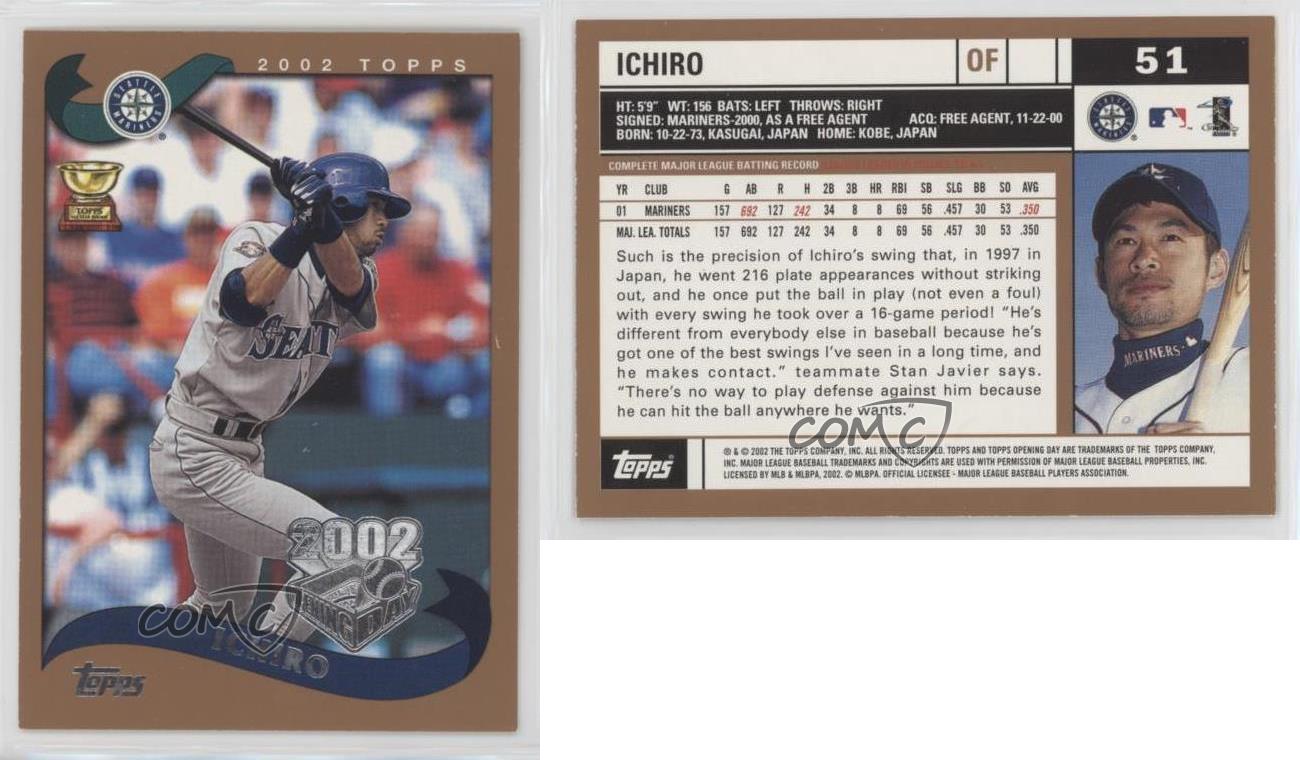 2002 TOPPS
SEATTLE
MARINERS
TOPPS
SEAT
2002
OPENING DAY
COMC
ICHIRO
topps
ICHIRO
OF
51
HT: 5'9" WT: 156 BATS: LEFT THROWS: RIGHT
SIGNED: MARINERS-2000, AS A FREE AGENT ACQ: FREE AGENT, 11-22-00
BORN: 10-22-73, KASUGAI, JAPAN HOME: KOBE, JAPAN
COMPLETE MAJOR LEAGUE BATTING RECORD
YR CLUB G AB R H 2B 3B HR RBI SB SLG BB SO AVG
01 MARINERS 157 692 127 242 34 8 8 69 56 .457 30 53 .350
MAJ. LEA. TOTALS 157 692 127 242 34 8 8 69 56 .457 30 53 .350
Such is the precision of Ichiro's swing that, in 1997 in
Japan, he went 216 plate appearances without striking
out, and he once put the ball in play (not even a foul)
with every swing he took over a 16-game period! "He's
different from everybody else in baseball because he's
got one of the best swings I've seen in a long time, and
he makes contact." teammate Stan Javier says.
"There's no way to play defense against him because
he can hit the ball anywhere he wants."
MARINERS
COMC
topps
® & © 2002 THE TOPPS COMPANY, INC. ALL RIGHTS RESERVED. TOPPS AND TOPPS OPENING DAY ARE TRADEMARKS OF THE TOPPS COMPANY,
INC. MAJOR LEAGUE BASEBALL TRADEMARKS AND COPYRIGHTS ARE USED WITH PERMISSION OF MAJOR LEAGUE BASEBALL PROPERTIES, INC.
LICENSED BY MLB & MLBPA, 2002. © MLBPA. OFFICIAL LICENSEE - MAJOR LEAGUE BASEBALL PLAYERS ASSOCIATION.